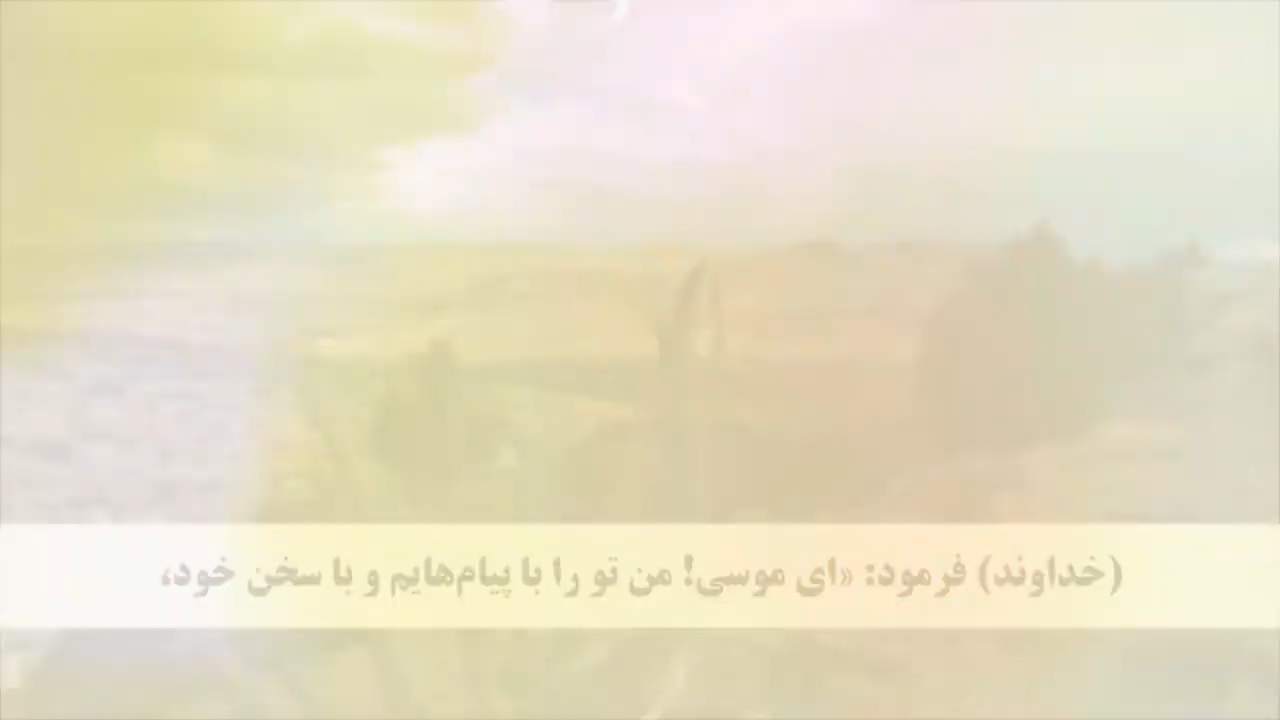 (خداوند) فرمود: «ای موسی! من تو را با پیام‌هایم و با سخن خود،